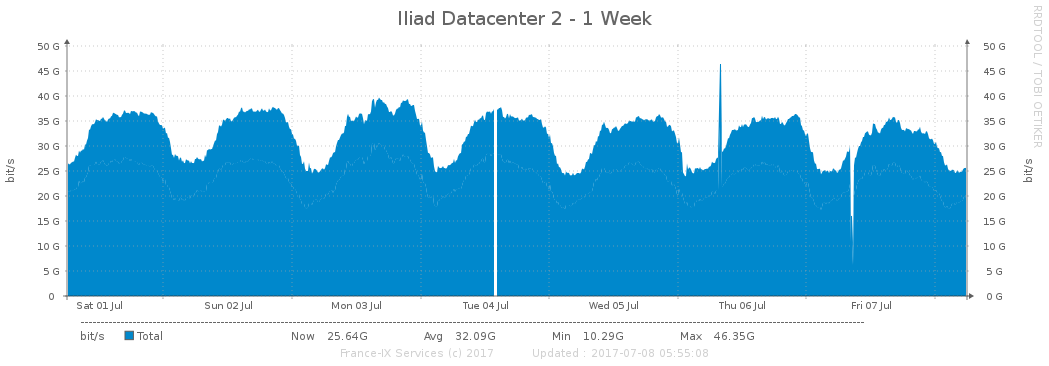 Iliad Datacenter 2 - 1 Week
RRDTOOL / TOBI OETIKER
50 G 50 G
45 G 45 G
40 G 40 G
35 G 35 G
30 G 30 G
25 G 25 G
20 G 20 G
15 G 15 G
10 G 10 G
5 G 5 G
0 0 G
bit/s bit/s
Sat 01 Jul Sun 02 Jul Mon 03 Jul Tue 04 Jul Wed 05 Jul Thu 06 Jul Fri 07 Jul
bit/s Total Now 25.64G Avg 32.09G Min 10.29G Max 46.35G
France-IX Services (c) 2017 Updated : 2017-07-08 05:55:08